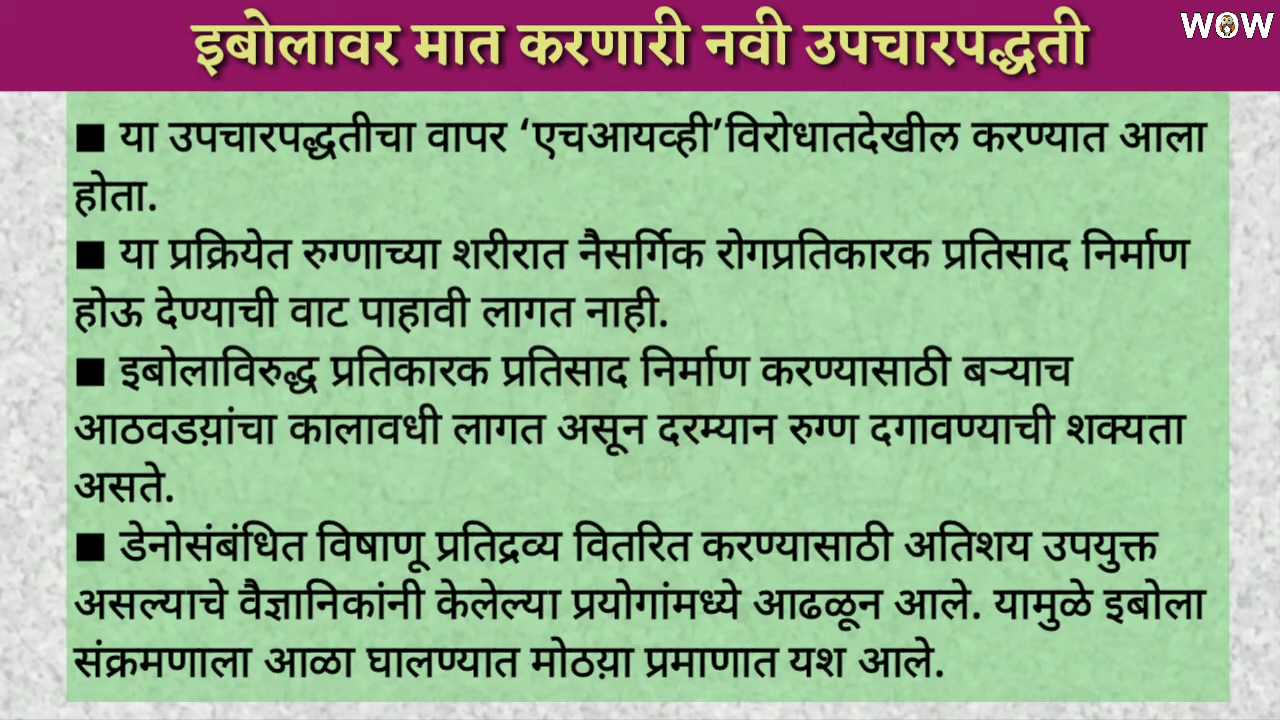 इबोलावर मात करणारी नवी उपचारपद्धती
WOW
■ या उपचारपद्धतीचा वापर ‘एचआयव्ही’विरोधातदेखील करण्यात आला
होता.
■ या प्रक्रियेत रुग्णाच्या शरीरात नैसर्गिक रोगप्रतिकारक प्रतिसाद निर्माण
होऊ देण्याची वाट पाहावी लागत नाही.
■ इबोलाविरुद्ध प्रतिकारक प्रतिसाद निर्माण करण्यासाठी बऱ्याच
आठवडय़ांचा कालावधी लागत असून दरम्यान रुग्ण दगावण्याची शक्यता
असते.
■ डेनोसंबंधित विषाणू प्रतिद्रव्य वितरित करण्यासाठी अतिशय उपयुक्त
असल्याचे वैज्ञानिकांनी केलेल्या प्रयोगांमध्ये आढळून आले. यामुळे इबोला
संक्रमणाला आळा घालण्यात मोठय़ा प्रमाणात यश आले.